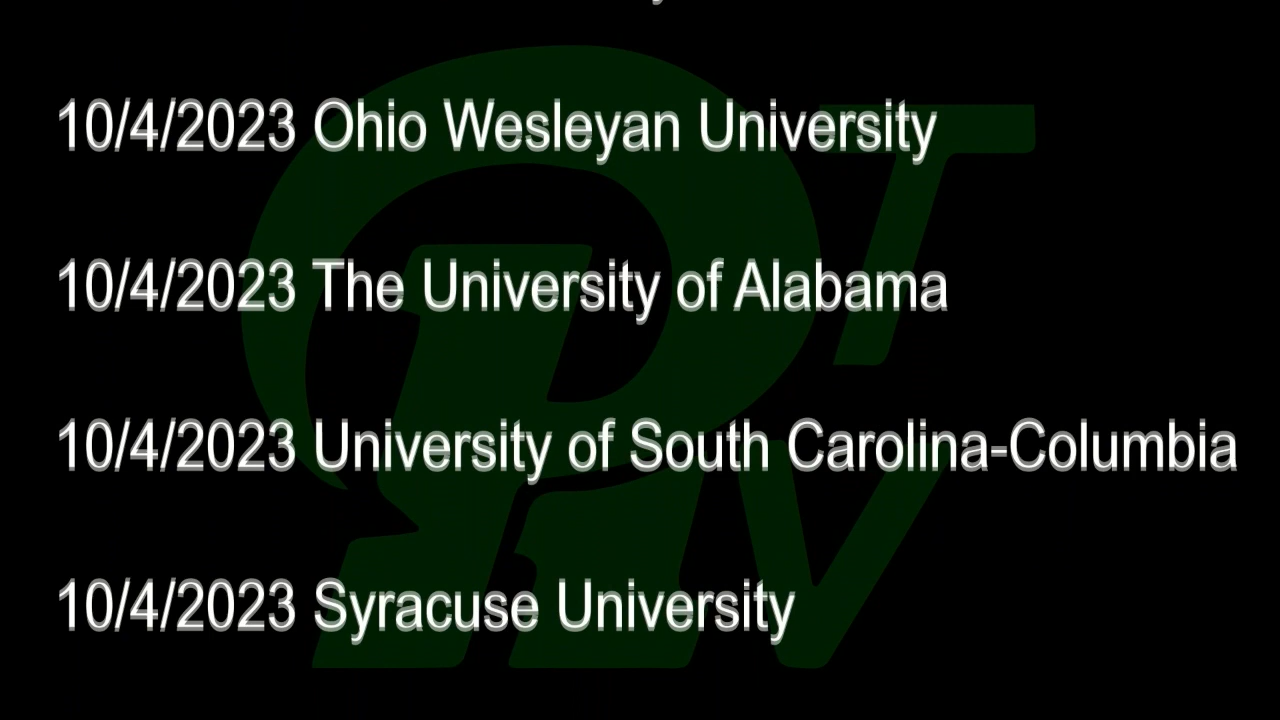 10/4/2023 Ohio Wesleyan University
10/4/2023 The University of Alabama
10/4/2023 University of South Carolina-Columbia
10/4/2023 Syracuse University
TV